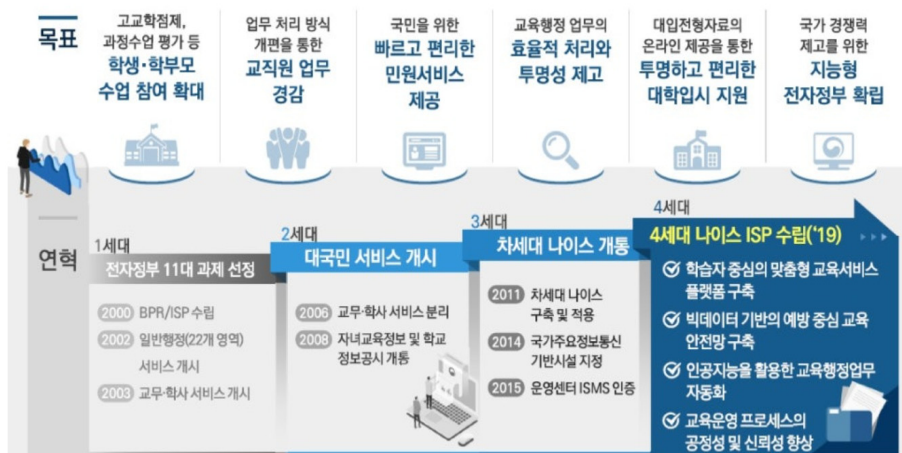 목표
고교학점제,
과정수업 평가 등
학생·학부모
수업 참여 확대
업무 처리 방식
개편을 통한
교직원 업무
경감
국민을 위한
빠르고 편리한
민원서비스
제공
교육행정 업무의
효율적 처리와
투명성 제고
대입전형자료의
온라인 제공을 통한
투명하고 편리한
대학입시 지원
국가 경쟁력
제고를 위한
지능형
전자정부 확립
연혁
1세대
전자정부 11대 과제 선정
2000 BPR/ISP 수립
2002 일반행정(22개 영역)
서비스 개시
2003 교무·학사 서비스 개시
2세대
대국민 서비스 개시
2006 교무·학사 서비스 분리
2008 자녀교육정보 및 학교
정보공시 개통
3세대
차세대 나이스 개통
2011 차세대 나이스
구축 및 적용
2014 국가주요정보통신
기반시설 지정
2015 운영센터 ISMS 인증
4세대
4세대 나이스 ISP 수립('19)
학습자 중심의 맞춤형 교육서비스
플랫폼 구축
빅데이터 기반의 예방 중심 교육
안전망 구축
인공지능을 활용한 교육행정업무
자동화
교육운영 프로세스의
공정성 및 신뢰성 향상